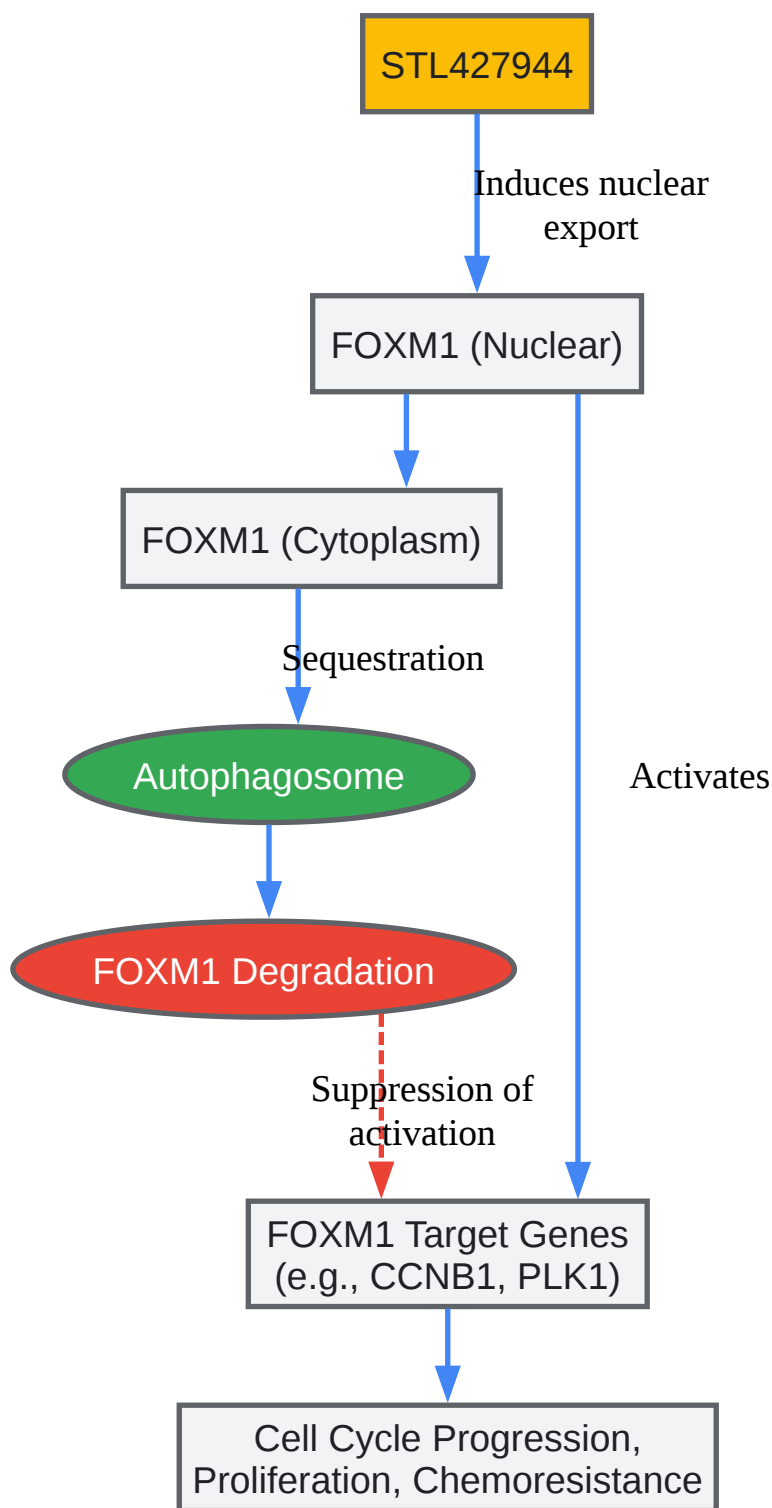 STL427944
Induces nuclear
export
FOXM1 (Nuclear)
FOXM1 (Cytoplasm)
Sequestration
Autophagosome
Activates
FOXM1 Degradation
Suppression of
activation
FOXM1 Target Genes
(e.g., CCNB1, PLK1)
Cell Cycle Progression,
Proliferation, Chemoresistance